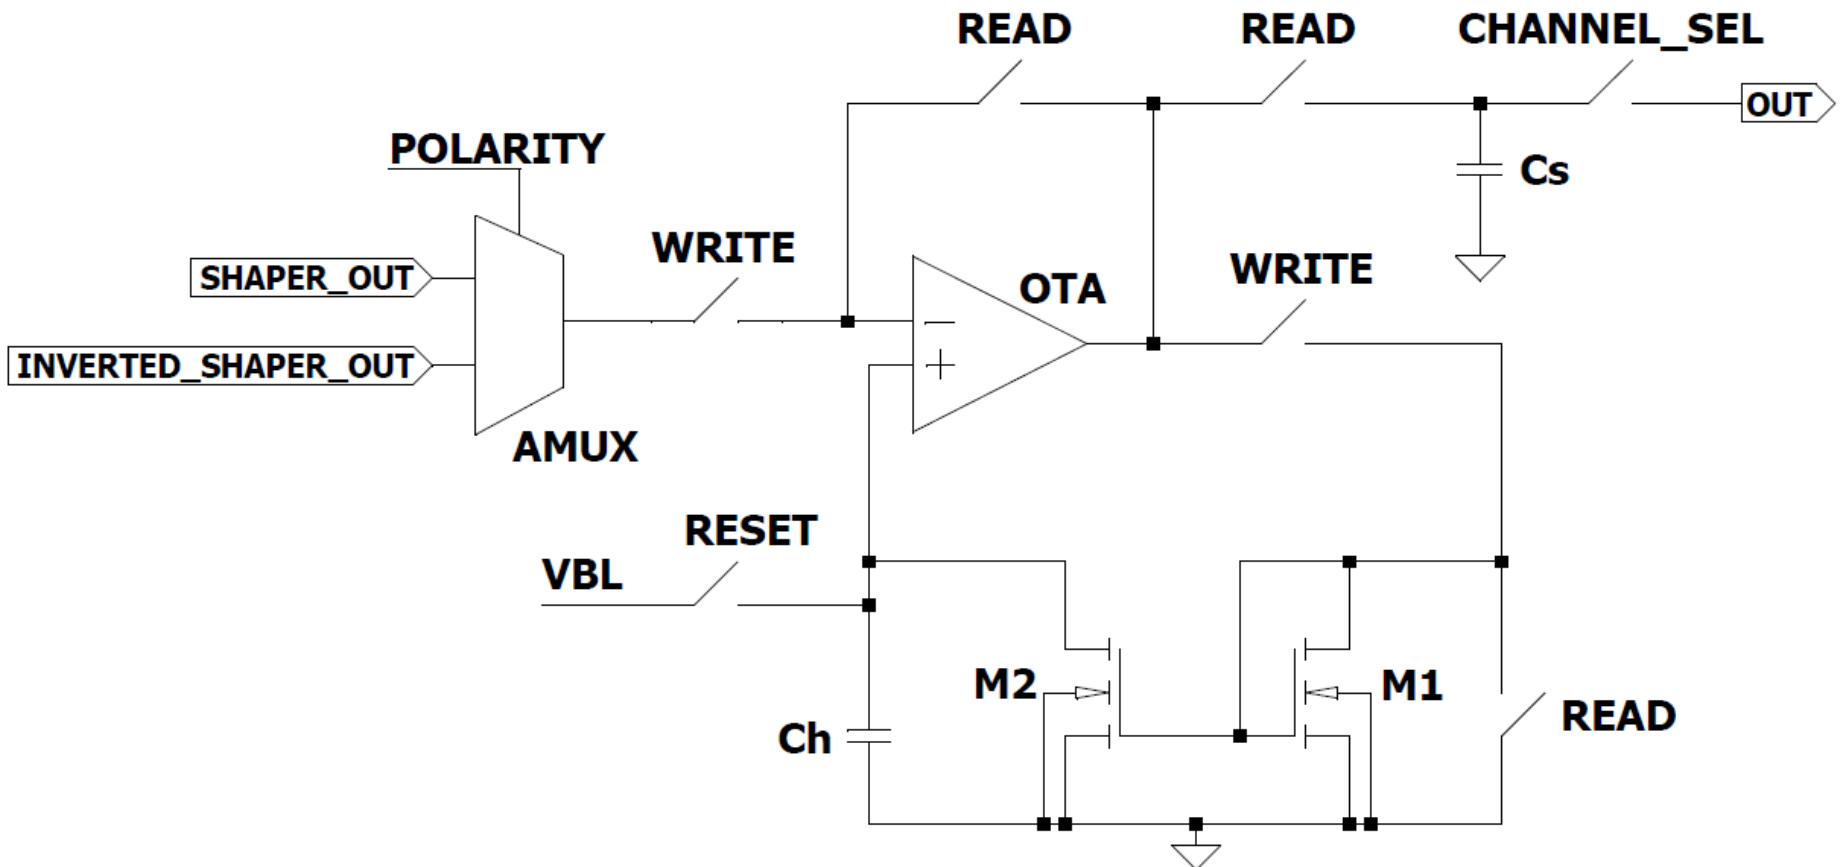 READ
READ
CHANNEL_SEL
OUT
POLARITY
Cs
WRITE
SHAPER_OUT
WRITE
OTA
INVERTED_SHAPER_OUT
AMUX
RESET
VBL
M2
M1
READ
Ch